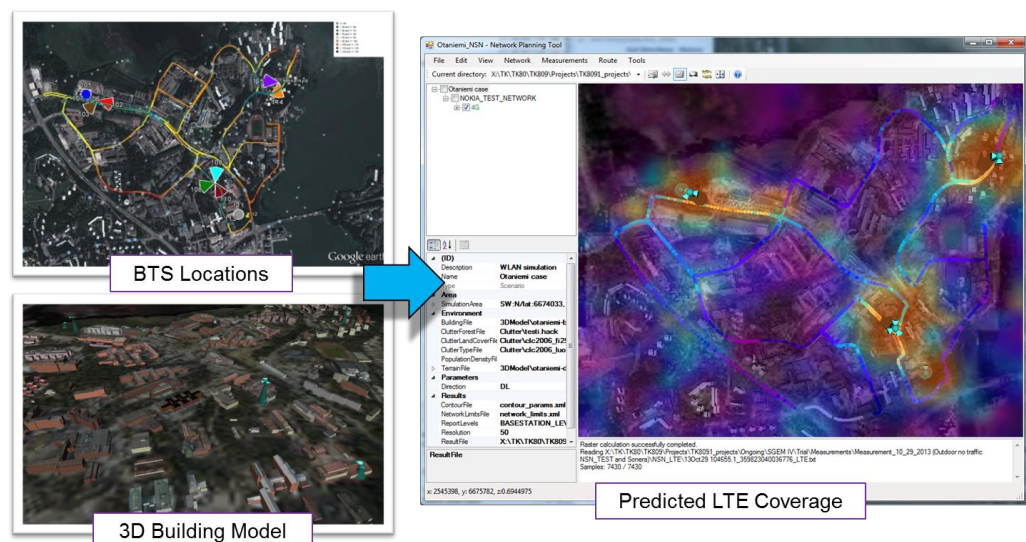 Google earth
BTS Locations
3D Building Model
Otaniemi_NSN - Network Planning Tool
File Edit View Network Measurements Route Tools
Current directory: X:\TK\TK80\TK809\Projects\TK8091_projects\
Otaniemi case
NOKIA_TEST_NETWORK
4G
(ID)
Description WLAN simulation
Name Otaniemi case
Type Scenario
Area
SimulationArea SW:N/lat:6674033,
Environment
BuildingFile 3DModel\otaniemi-b
ClutterForestFile Clutter\testi.hack
ClutterLandCoverFile Clutter\clc2006_fi25
ClutterTypeFile Clutter\clc2006_luo
PopulationDensityFil
TerrainFile 3DModel\otaniemi-d
Parameters
Direction DL
Results
ContourFile contour_params.xml
NetworkLimitsFile network_limits.xml
ReportLevels BASESTATION_LEV
Resolution 50
ResultFile X:\TK\TK80\TK809
ResultFile
Raster calculation successfully completed.
Reading X:\TK\TK80\TK809\Projects\TK8091_projects\Ongoing\SGEM IV\Trial\Measurements\Measurement_10_29_2013 (Outdoor no traffic
NSN_TEST and Sonera)\NSN_LTE\13Oct29 104655.1_359823040036776_LTE.txt
Samples: 7430 / 7430
x: 2545398, y: 6675782, z:0.6944975
Predicted LTE Coverage